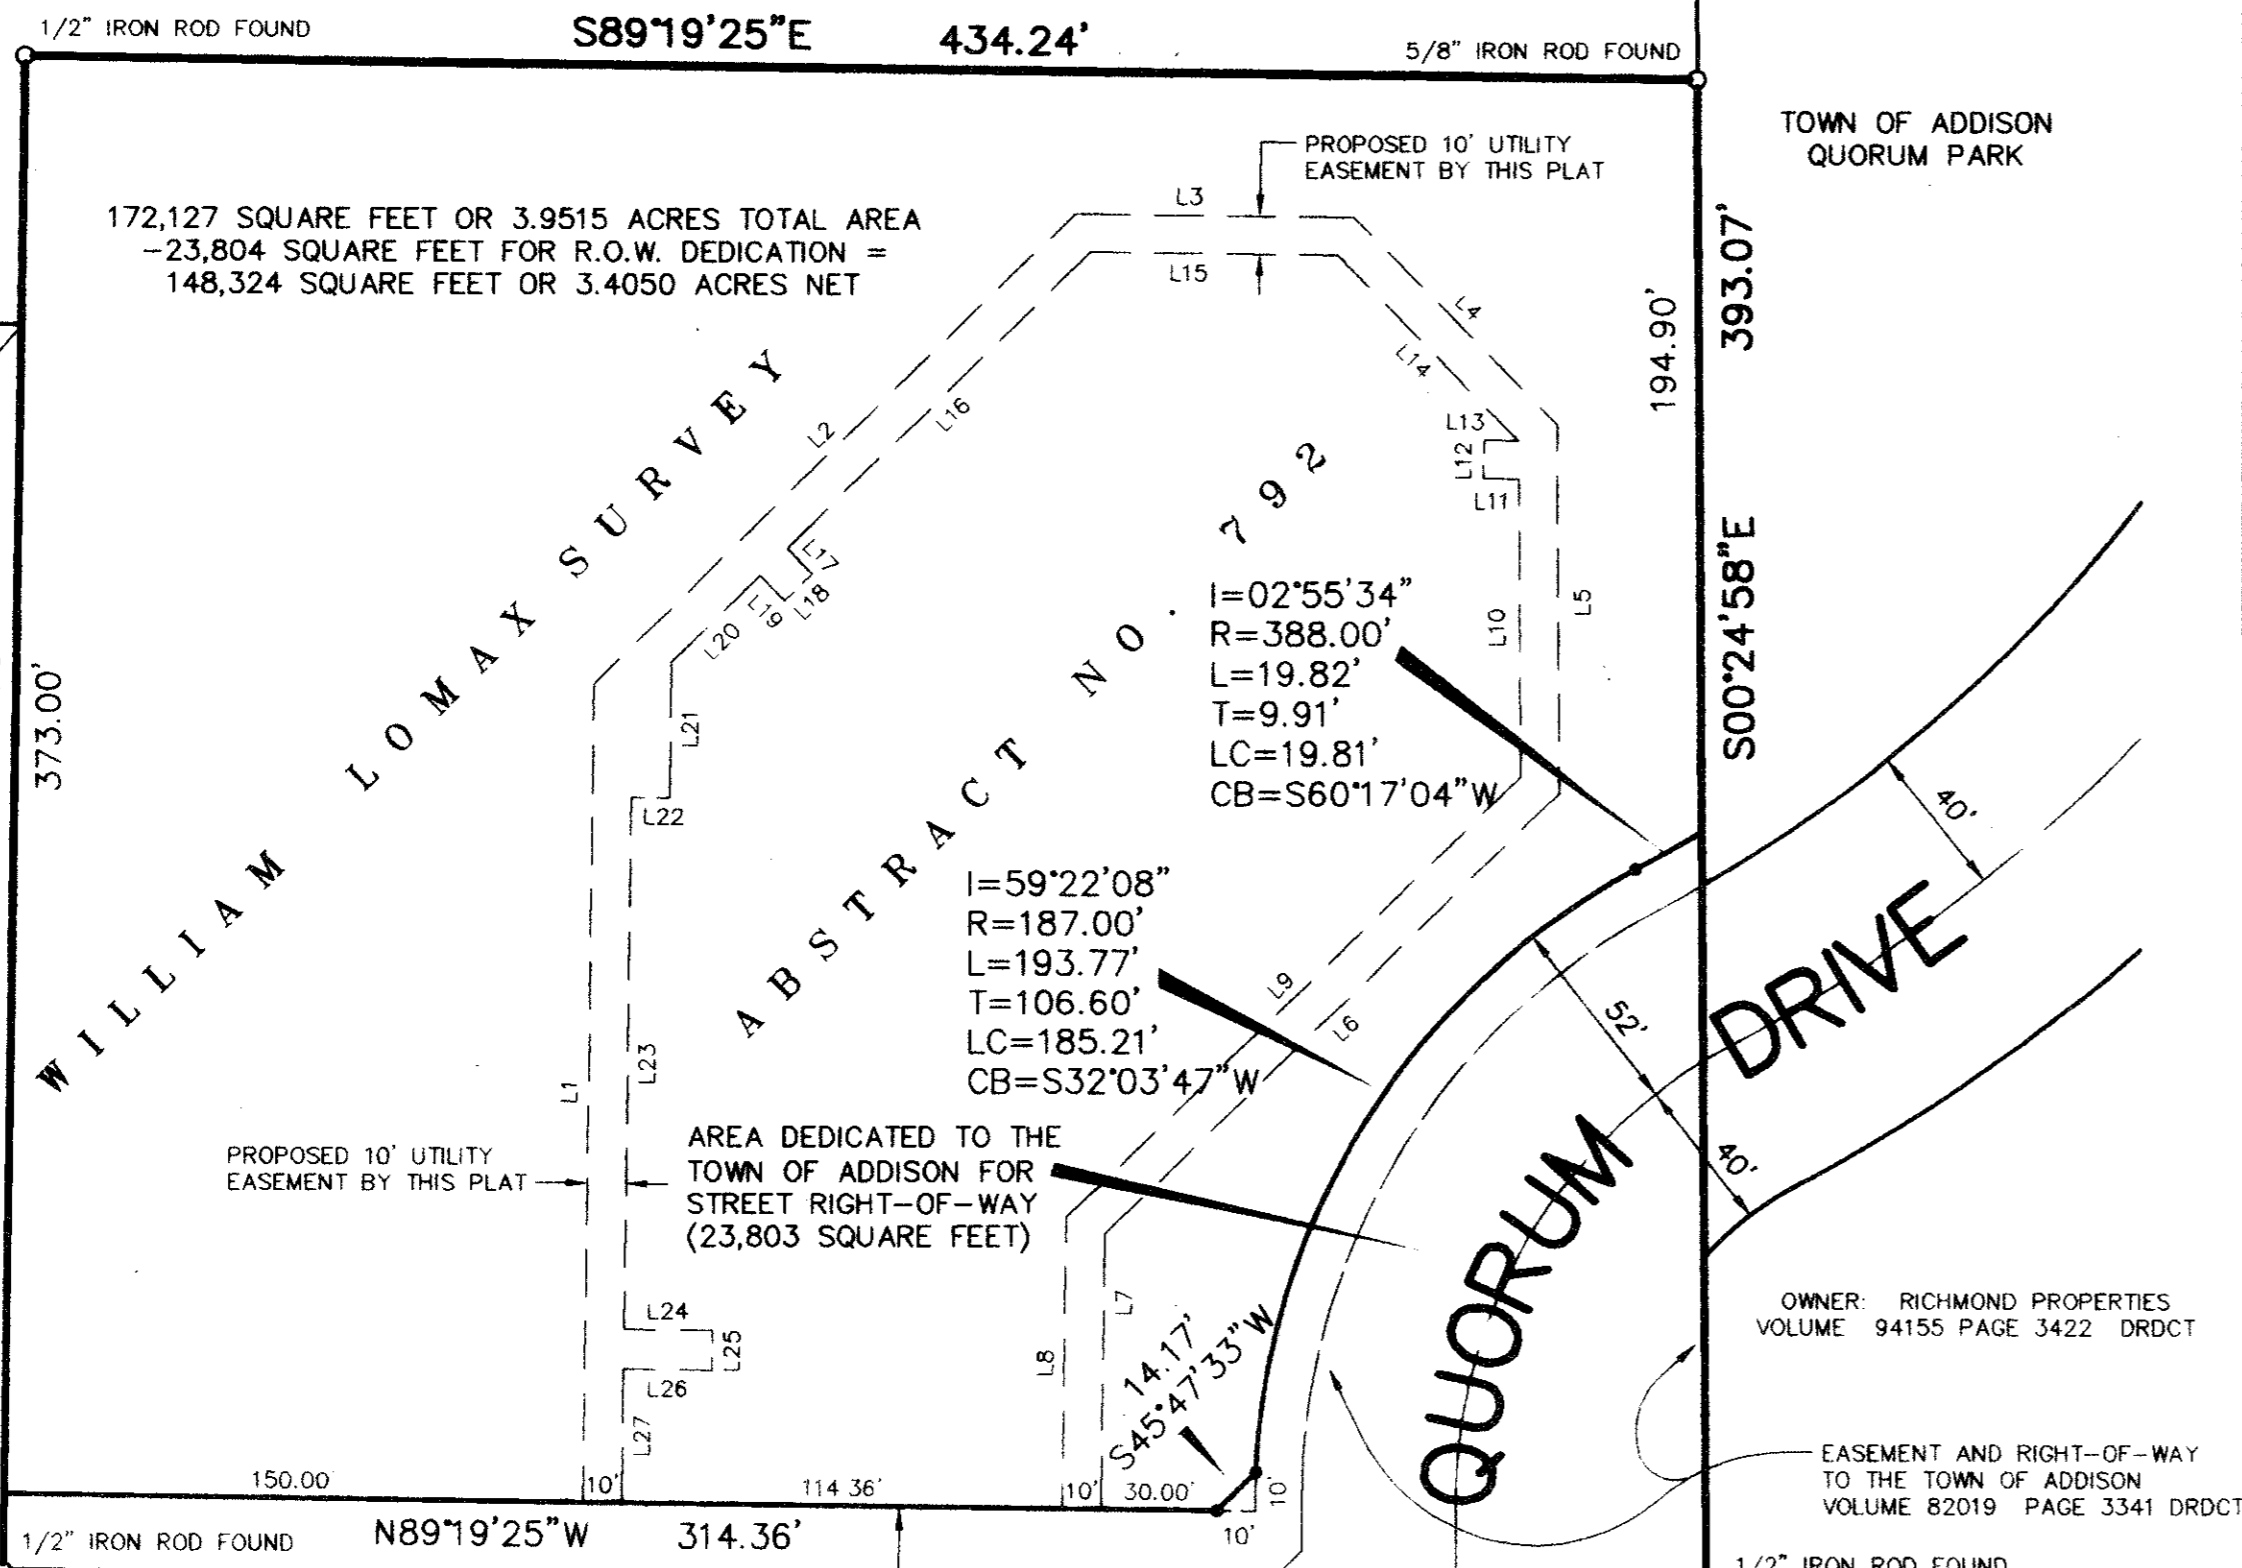 1/2" IRON ROD FOUND
S89°19'25"E 434.24'
5/8" IRON ROD FOUND
TOWN OF ADDISON
QUORUM PARK
PROPOSED 10' UTILITY
EASEMENT BY THIS PLAT
172,127 SQUARE FEET OR 3.9515 ACRES TOTAL AREA
-23,804 SQUARE FEET FOR R.O.W. DEDICATION =
148,324 SQUARE FEET OR 3.4050 ACRES NET
L3
L15
L4
L14
194.90'
393.07'
S00°24'58"E
L2
L16
L13
L12
L11
L10
L5
L17
L18
L19
L20
L21
L22
WILLIAM LOMAX SURVEY
ABSTRACT NO. 792
373.00'
I=02°55'34"
R=388.00'
L=19.82'
T=9.91'
LC=19.81'
CB=S60°17'04"W
I=59°22'08"
R=187.00'
L=193.77'
T=106.60'
LC=185.21'
CB=S32°03'47"W
L9
L6
40'
52'
40'
QUORUM DRIVE
L1
L23
PROPOSED 10' UTILITY
EASEMENT BY THIS PLAT
AREA DEDICATED TO THE
TOWN OF ADDISON FOR
STREET RIGHT-OF-WAY
(23,803 SQUARE FEET)
L24
L25
L26
L27
L8
L7
14.17'
S45°47'33"W
OWNER: RICHMOND PROPERTIES
VOLUME 94155 PAGE 3422 DRDCT
EASEMENT AND RIGHT-OF-WAY
TO THE TOWN OF ADDISON
VOLUME 82019 PAGE 3341 DRDCT
150.00
10'
114.36'
10'
30.00'
10'
10'
1/2" IRON ROD FOUND
N89°19'25"W 314.36'
1/2" IRON ROD FOUND